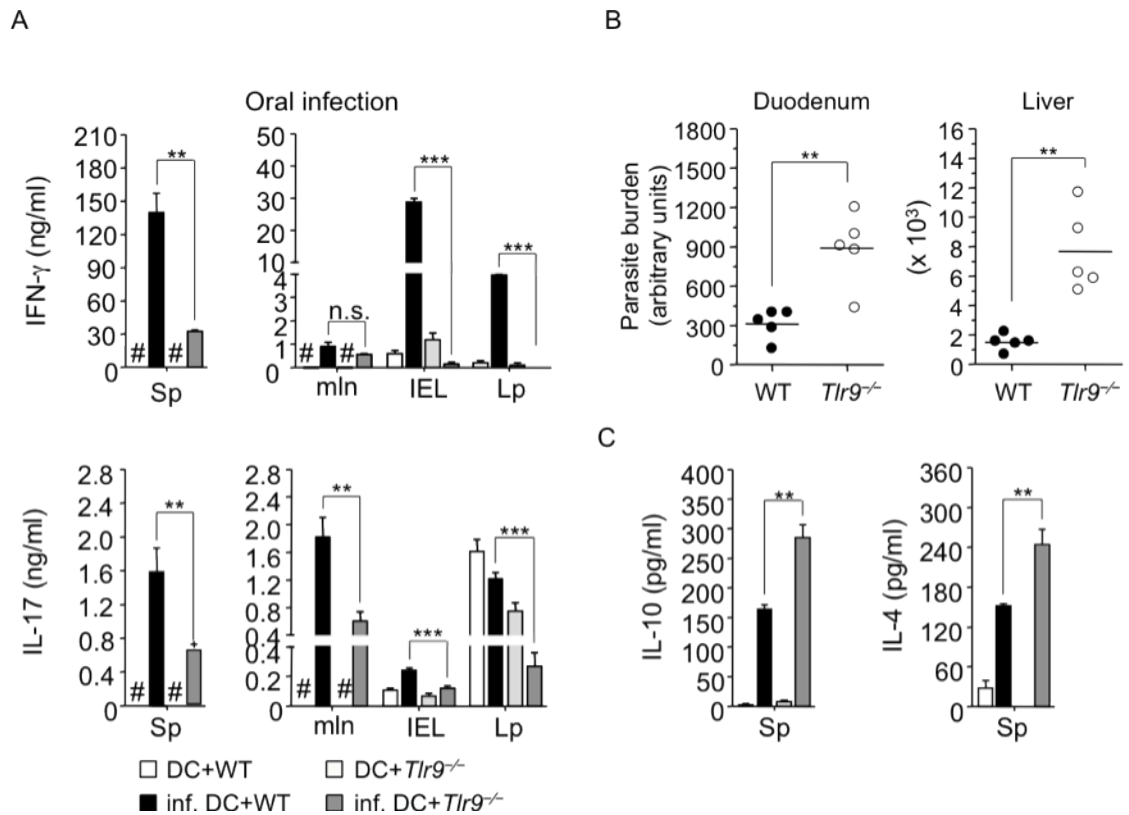 A
B
Oral infection
Duodenum
Liver
IFN-γ (ng/ml)
210
180
150
120
90
60
30
0
**
#
#
Sp
50
40
30
20
10
4
3
2
1
0
n.s.
***
***
#
#
mln
IEL
Lp
Parasite burden
(arbitrary units)
1800
1500
1200
900
600
300
0
**
WT
Tlr9⁻/⁻
(x 10³)
16
14
12
10
8
6
4
2
0
**
WT
Tlr9⁻/⁻
IL-17 (ng/ml)
2.8
2.4
2.0
1.6
1.2
0.8
0.4
0
**
#
#
Sp
2.8
2.4
2.0
1.6
1.2
0.8
0.4
0.4
0.2
0
**
***
***
#
#
mln
IEL
Lp
C
IL-10 (pg/ml)
400
350
300
250
200
150
100
50
0
**
Sp
IL-4 (pg/ml)
360
300
240
180
120
60
0
**
Sp
DC+WT
DC+Tlr9⁻/⁻
inf. DC+WT
inf. DC+Tlr9⁻/⁻